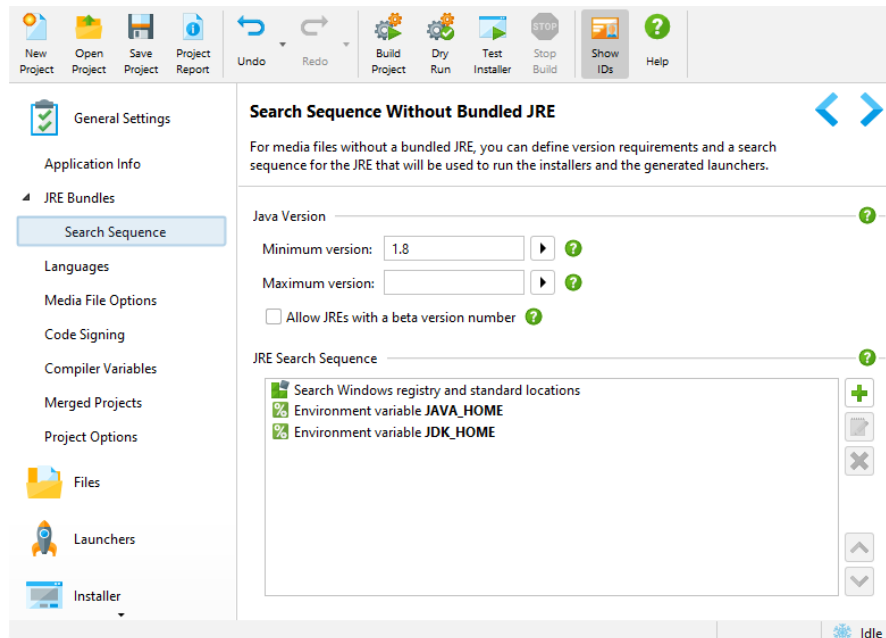 New Project
Open Project
Save Project
Project Report
Undo
Redo
Build Project
Dry Run
Test Installer
STOP
Stop Build
Show IDs
Help
General Settings
Application Info
JRE Bundles
Search Sequence
Languages
Media File Options
Code Signing
Compiler Variables
Merged Projects
Project Options
Files
Launchers
Installer
Search Sequence Without Bundled JRE
For media files without a bundled JRE, you can define version requirements and a search
sequence for the JRE that will be used to run the installers and the generated launchers.
Java Version
Minimum version: 1.8
Maximum version:
Allow JREs with a beta version number
JRE Search Sequence
Search Windows registry and standard locations
Environment variable JAVA_HOME
Environment variable JDK_HOME
Idle